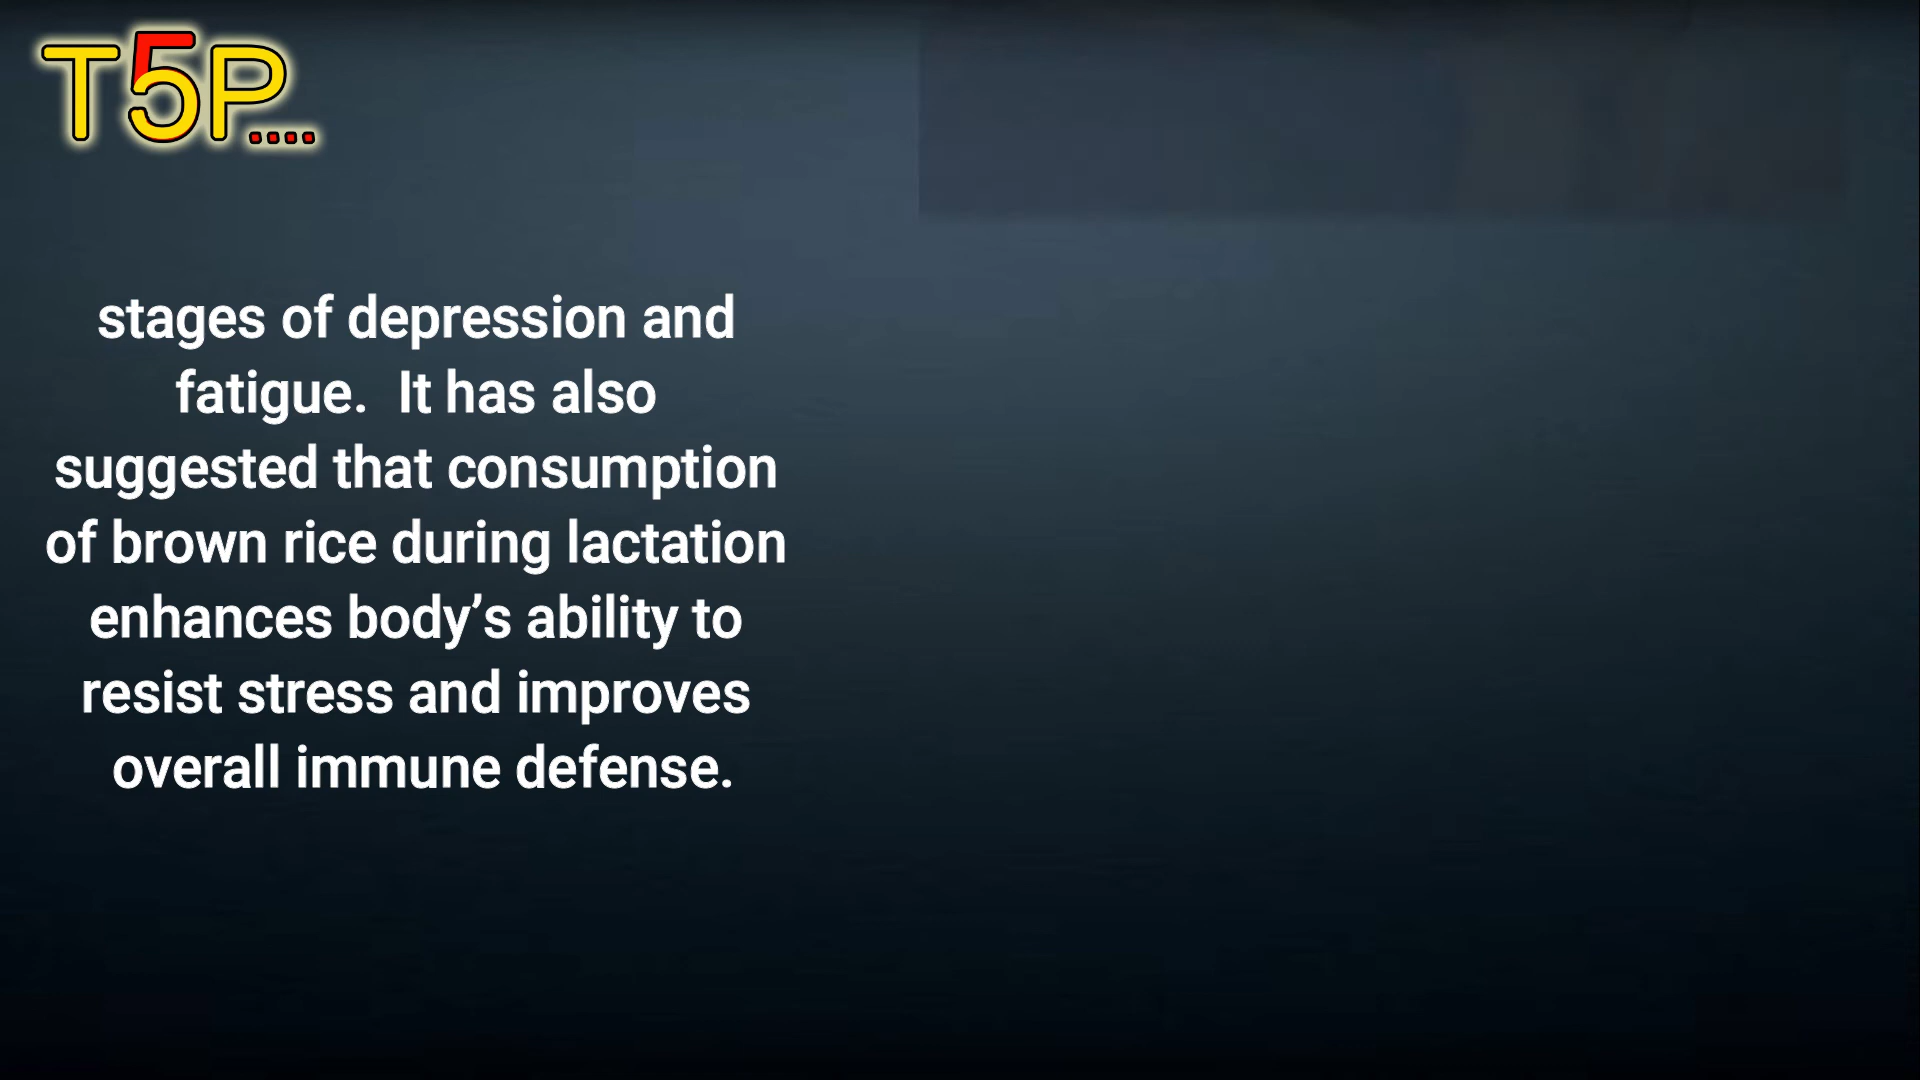 T5P....
stages of depression and
fatigue.  It has also
suggested that consumption
of brown rice during lactation
enhances body’s ability to
resist stress and improves
overall immune defense.